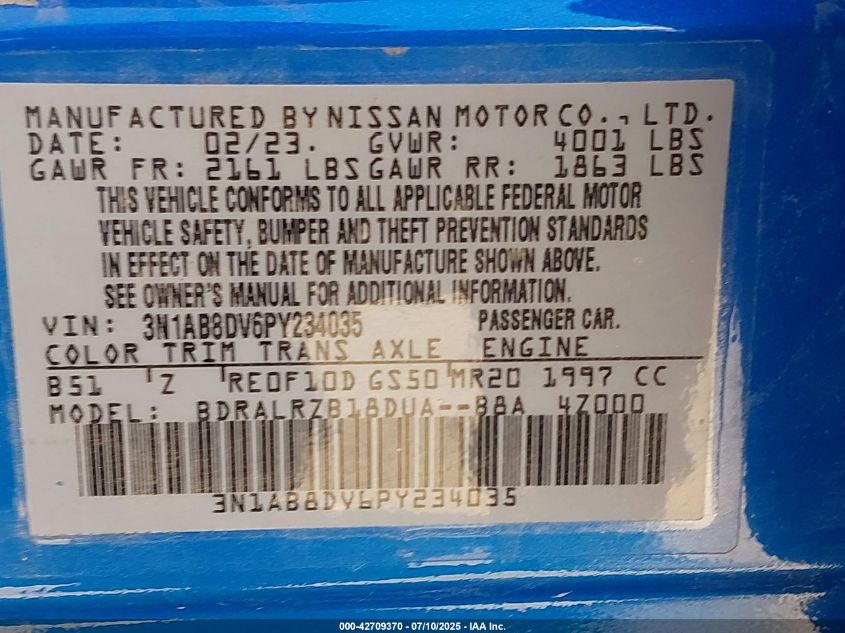 MANUFACTURED BY NISSAN MOTOR CO., LTD.
DATE: 02/23. GVWR: 4001 LBS
GAWR FR: 2161 LBS GAWR RR: 1863 LBS
THIS VEHICLE CONFORMS TO ALL APPLICABLE FEDERAL MOTOR
VEHICLE SAFETY, BUMPER AND THEFT PREVENTION STANDARDS
IN EFFECT ON THE DATE OF MANUFACTURE SHOWN ABOVE.
SEE OWNER'S MANUAL FOR ADDITIONAL INFORMATION.
VIN: 3N1AB8DV6PY234035 PASSENGER CAR.
COLOR TRIM TRANS AXLE ENGINE
B51 Z RE0F10D GS50 MR20 1997 CC
MODEL: BDRALRZB18DUA--B8A 4Z000
3N1AB8DV6PY234035
000-42709370 - 07/10/2025 - IAA Inc.